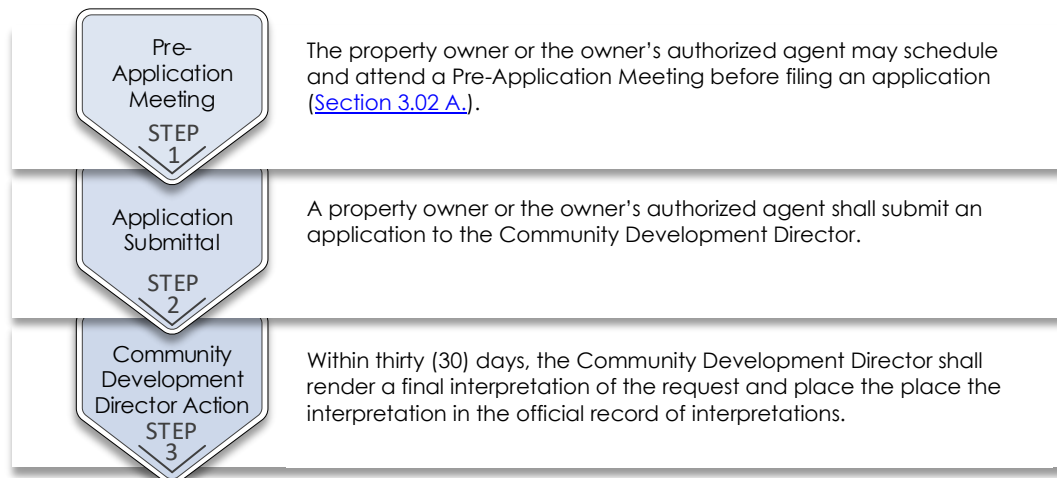 Pre-
Application
Meeting
STEP
1
The property owner or the owner’s authorized agent may schedule
and attend a Pre-Application Meeting before filing an application
(Section 3.02 A.).
Application
Submittal
STEP
2
A property owner or the owner’s authorized agent shall submit an
application to the Community Development Director.
Community
Development
Director Action
STEP
3
Within thirty (30) days, the Community Development Director shall
render a final interpretation of the request and place the place the
interpretation in the official record of interpretations.